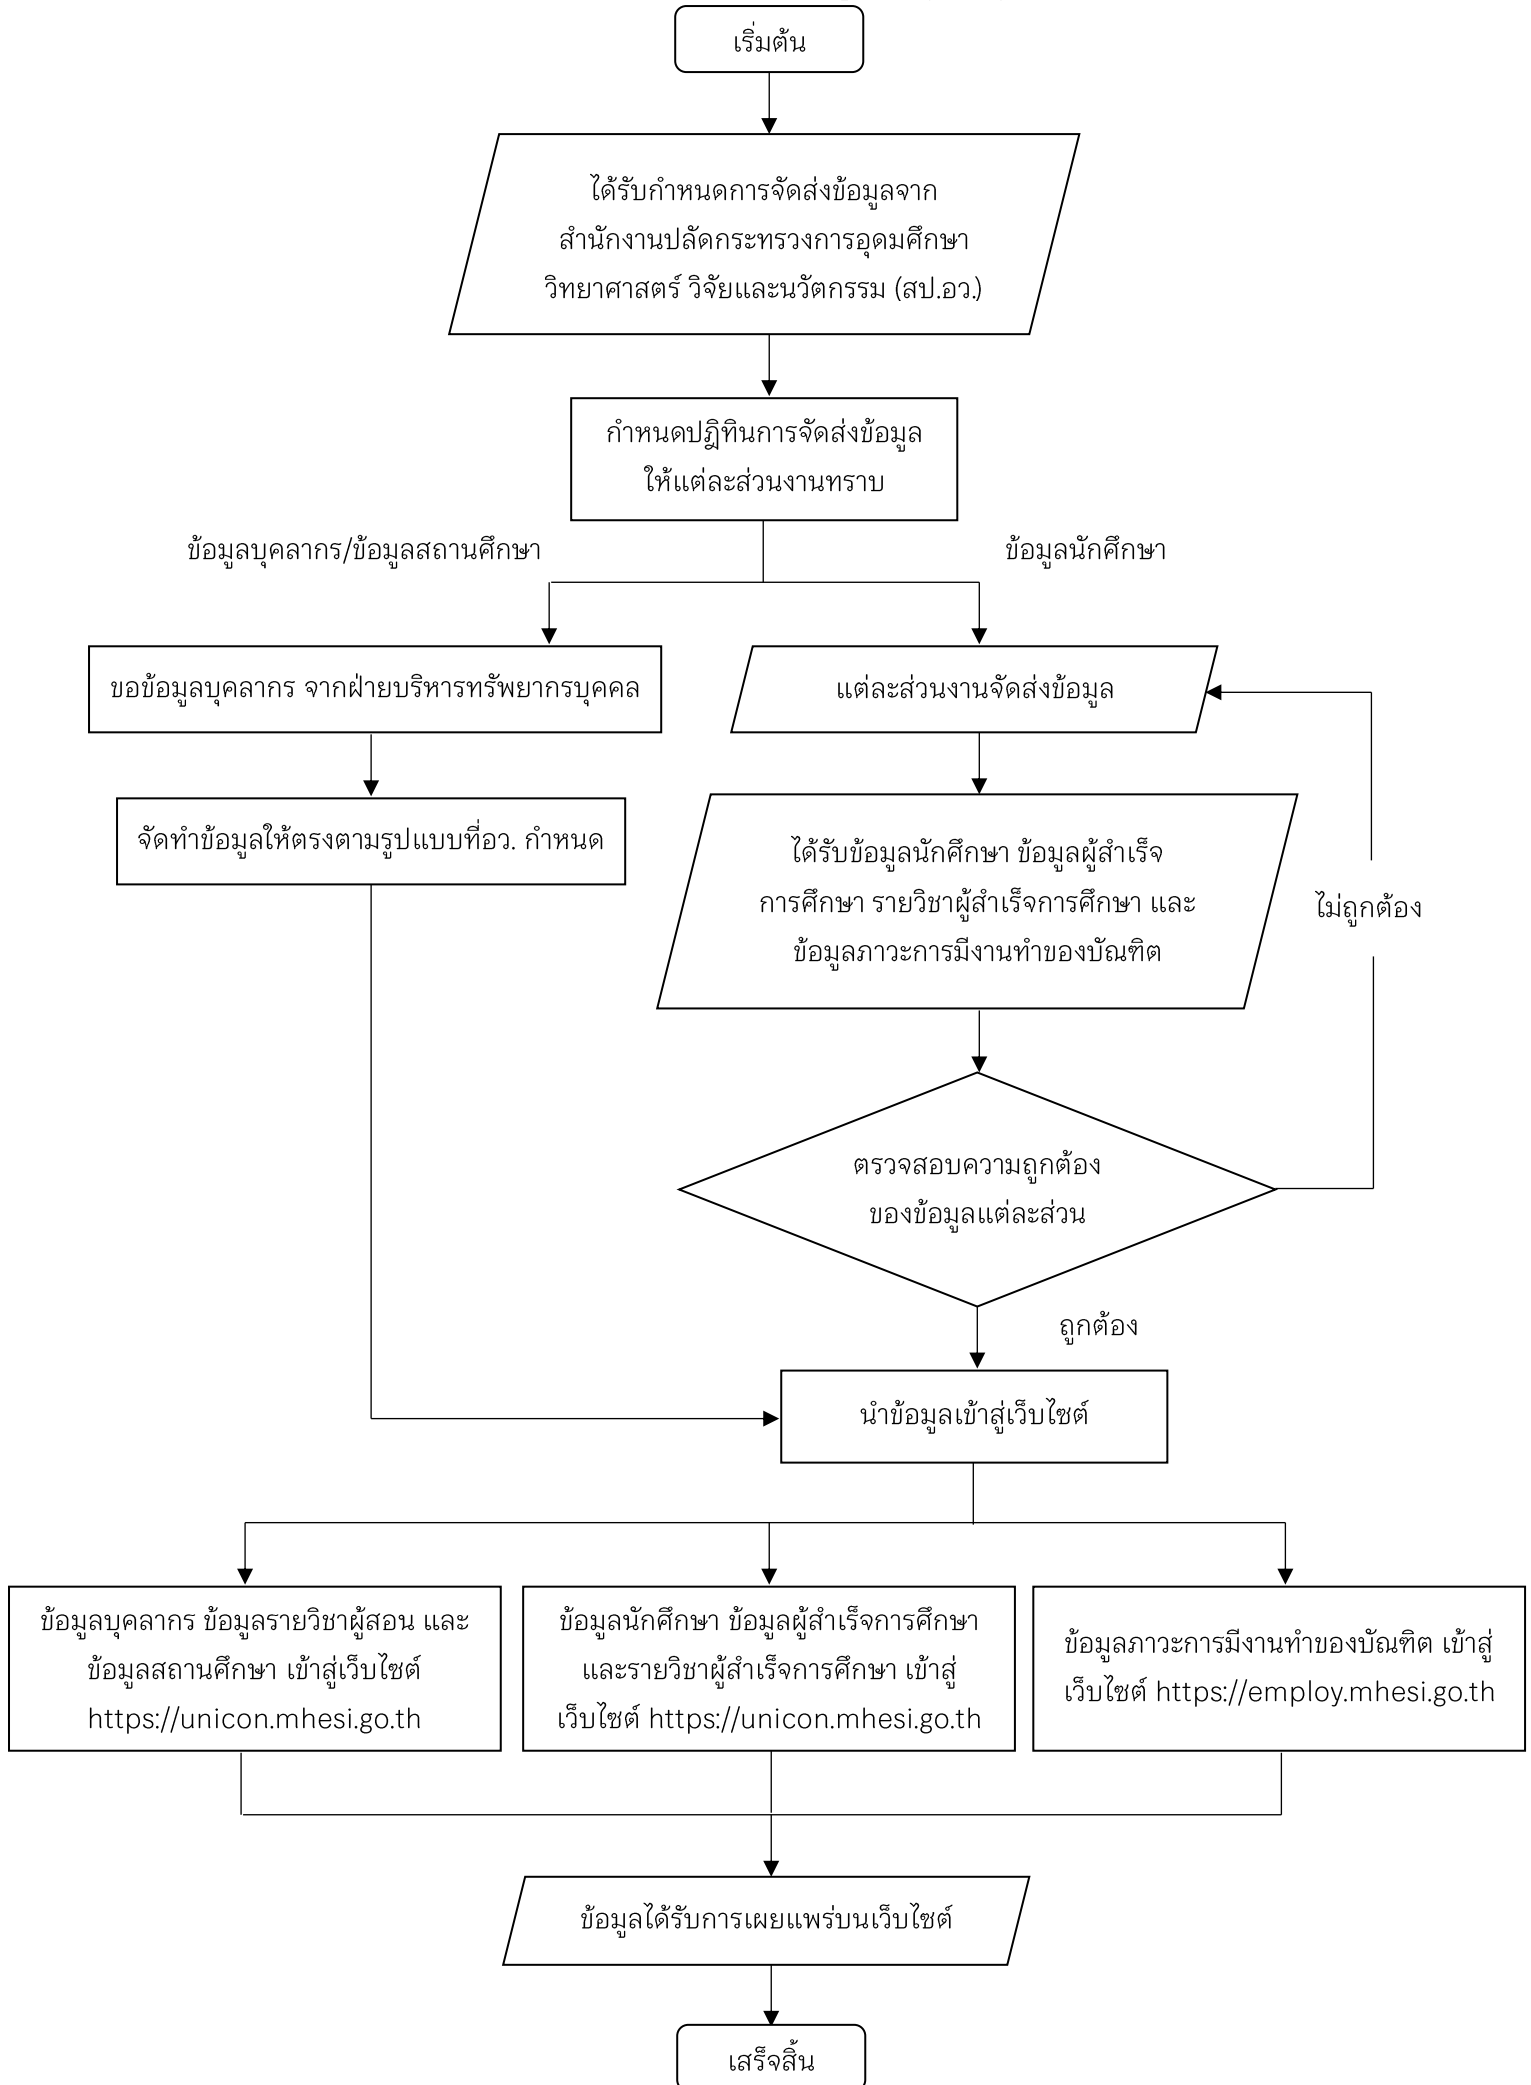 เริ่มต้น
ได้รับกำหนดการจัดส่งข้อมูลจาก
สำนักงานปลัดกระทรวงการอุดมศึกษา
วิทยาศาสตร์ วิจัยและนวัตกรรม (สป.อว.)
กำหนดปฎิทินการจัดส่งข้อมูล
ให้แต่ละส่วนงานทราบ
ข้อมูลบุคลากร/ข้อมูลสถานศึกษา
ข้อมูลนักศึกษา
ขอข้อมูลบุคลากร จากฝ่ายบริหารทรัพยากรบุคคล
แต่ละส่วนงานจัดส่งข้อมูล
จัดทำข้อมูลให้ตรงตามรูปแบบที่อว. กำหนด
ได้รับข้อมูลนักศึกษา ข้อมูลผู้สำเร็จ
การศึกษา รายวิชาผู้สำเร็จการศึกษา และ
ข้อมูลภาวะการมีงานทำของบัณฑิต
ไม่ถูกต้อง
ตรวจสอบความถูกต้อง
ของข้อมูลแต่ละส่วน
ถูกต้อง
นำข้อมูลเข้าสู่เว็บไซต์
ข้อมูลบุคลากร ข้อมูลรายวิชาผู้สอน และ
ข้อมูลสถานศึกษา เข้าสู่เว็บไซต์
https://unicon.mhesi.go.th
ข้อมูลนักศึกษา ข้อมูลผู้สำเร็จการศึกษา
และรายวิชาผู้สำเร็จการศึกษา เข้าสู่
เว็บไซต์ https://unicon.mhesi.go.th
ข้อมูลภาวะการมีงานทำของบัณฑิต เข้าสู่
เว็บไซต์ https://employ.mhesi.go.th
ข้อมูลได้รับการเผยแพร่บนเว็บไซต์
เสร็จสิ้น